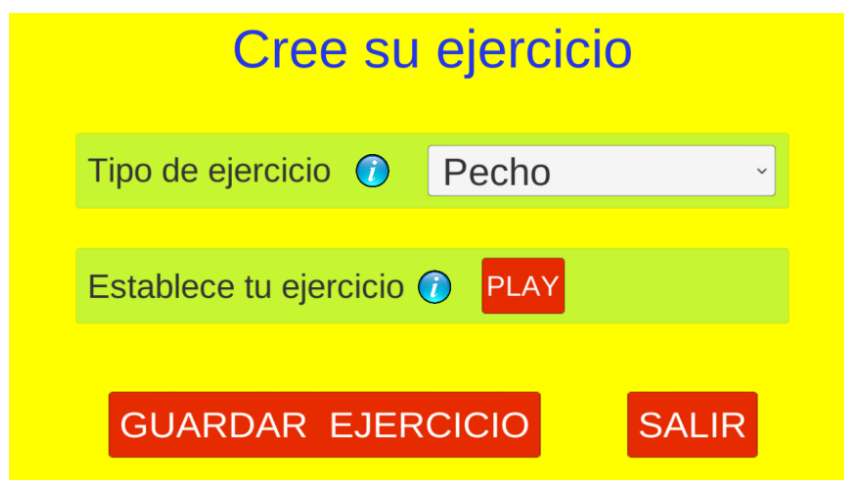 Cree su ejercicio
Tipo de ejercicio i Pecho
Establece tu ejercicio i PLAY
GUARDAR EJERCICIO SALIR